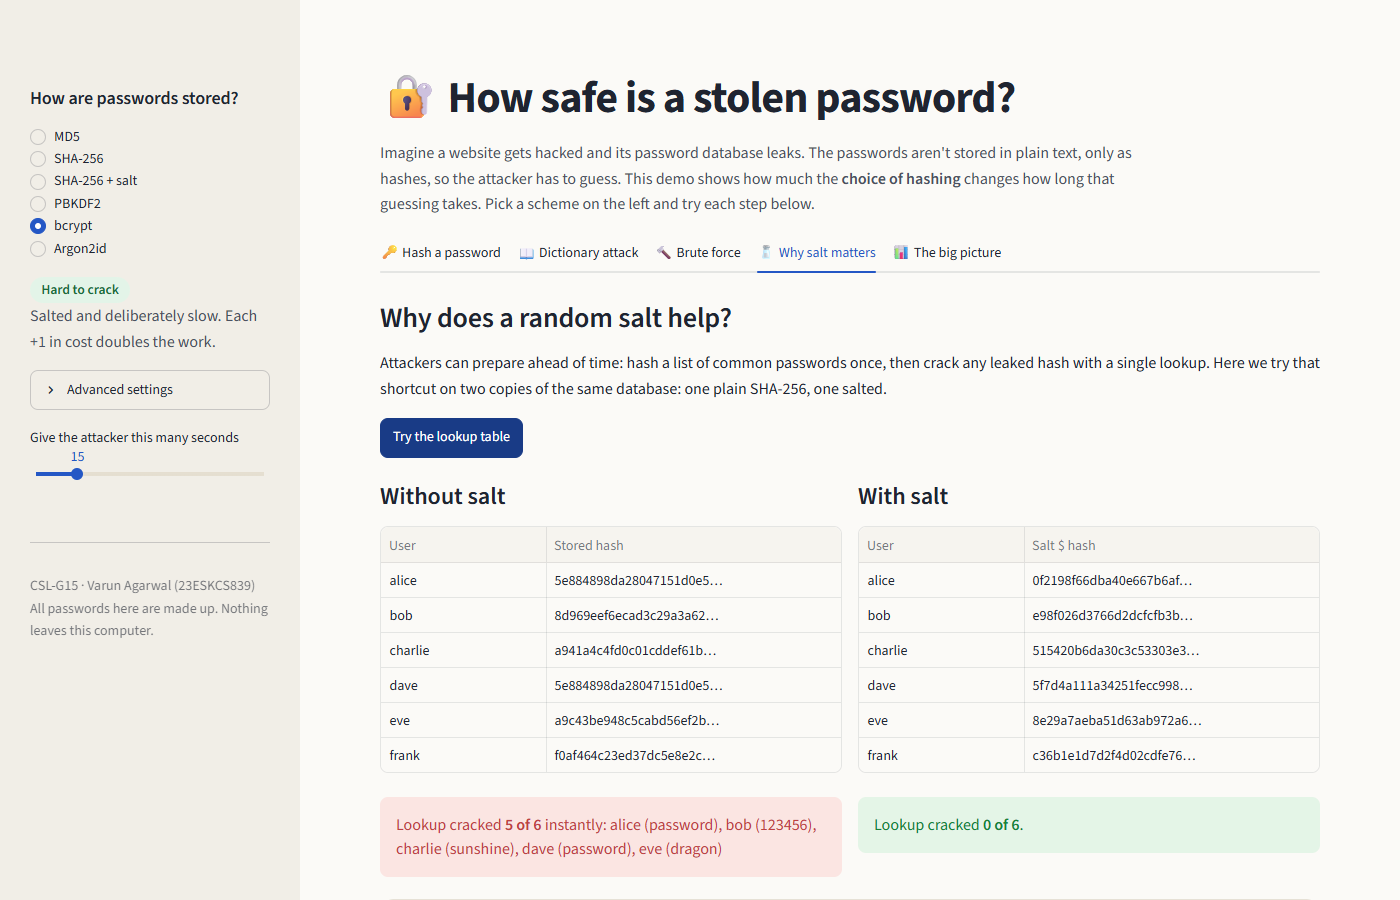 How are passwords stored?
MD5
SHA-256
SHA-256 + salt
PBKDF2
bcrypt
Argon2id
Hard to crack
Salted and deliberately slow. Each
+1 in cost doubles the work.
Advanced settings
Give the attacker this many seconds
15
CSL-G15 · Varun Agarwal (23ESKCS839)
All passwords here are made up. Nothing
leaves this computer.
How safe is a stolen password?
Imagine a website gets hacked and its password database leaks. The passwords aren't stored in plain text, only as
hashes, so the attacker has to guess. This demo shows how much the choice of hashing changes how long that
guessing takes. Pick a scheme on the left and try each step below.
Hash a password Dictionary attack Brute force Why salt matters The big picture
Why does a random salt help?
Attackers can prepare ahead of time: hash a list of common passwords once, then crack any leaked hash with a single lookup. Here we try that
shortcut on two copies of the same database: one plain SHA-256, one salted.
Try the lookup table
Without salt
User Stored hash
alice 5e884898da28047151d0e5…
bob 8d969eef6ecad3c29a3a62…
charlie a941a4c4fd0c01cddef61b…
dave 5e884898da28047151d0e5…
eve a9c43be948c5cabd56ef2b…
frank f0af464c23ed37dc5e8e2c…
Lookup cracked 5 of 6 instantly: alice (password), bob (123456),
charlie (sunshine), dave (password), eve (dragon)
With salt
User Salt $ hash
alice 0f2198f66dba40e667b6af…
bob e98f026d3766d2dcfcfb3b…
charlie 515420b6da30c3c53303e3…
dave 5f7d4a111a34251fecc998…
eve 8e29a7aeba51d63ab972a6…
frank c36b1e1d7d2f4d02cdfe76…
Lookup cracked 0 of 6.